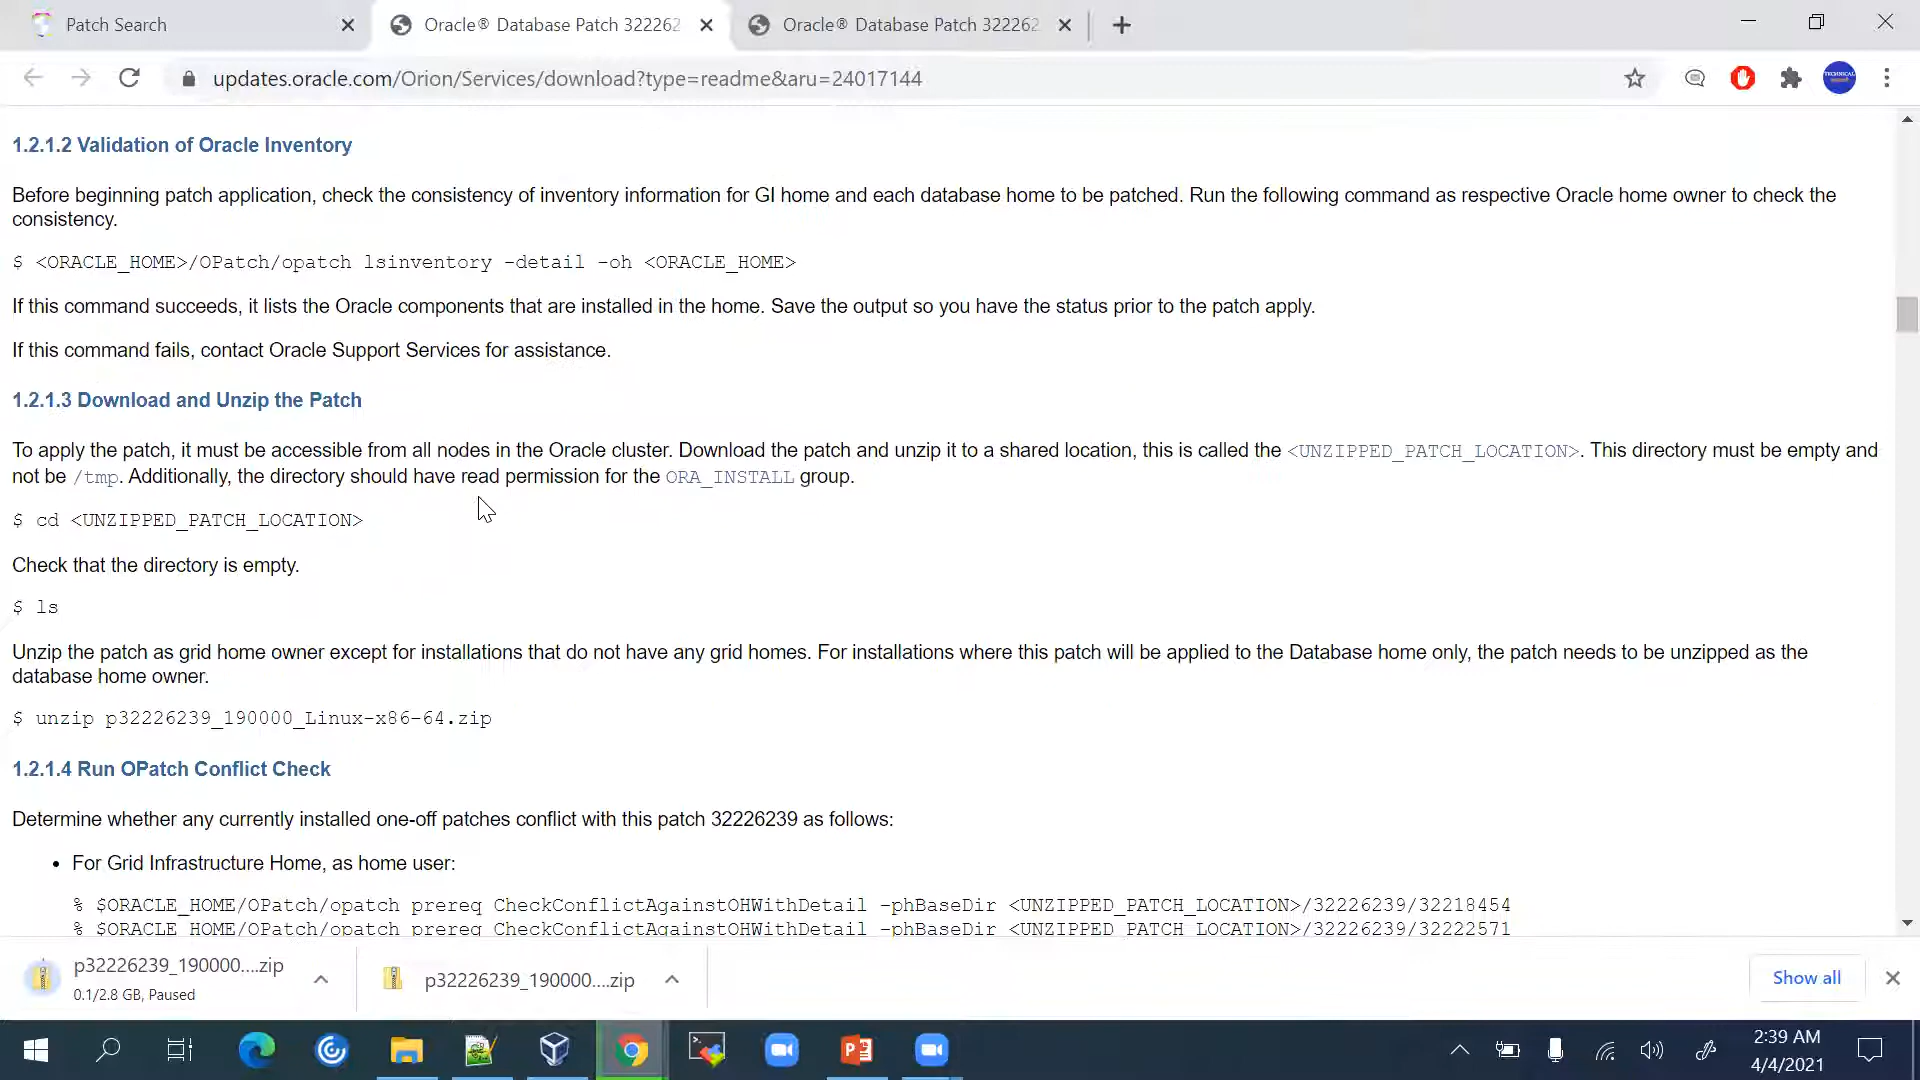 Patch Search
Oracle® Database Patch 322262
Oracle® Database Patch 322262
updates.oracle.com/Orion/Services/download?type=readme&aru=24017144
TECHNICAL
1.2.1.2 Validation of Oracle Inventory
Before beginning patch application, check the consistency of inventory information for GI home and each database home to be patched. Run the following command as respective Oracle home owner to check the
consistency.
$ <ORACLE_HOME>/OPatch/opatch lsinventory -detail -oh <ORACLE_HOME>
If this command succeeds, it lists the Oracle components that are installed in the home. Save the output so you have the status prior to the patch apply.
If this command fails, contact Oracle Support Services for assistance.
1.2.1.3 Download and Unzip the Patch
To apply the patch, it must be accessible from all nodes in the Oracle cluster. Download the patch and unzip it to a shared location, this is called the <UNZIPPED_PATCH_LOCATION>. This directory must be empty and
not be /tmp. Additionally, the directory should have read permission for the ORA_INSTALL group.
$ cd <UNZIPPED_PATCH_LOCATION>
Check that the directory is empty.
$ ls
Unzip the patch as grid home owner except for installations that do not have any grid homes. For installations where this patch will be applied to the Database home only, the patch needs to be unzipped as the
database home owner.
$ unzip p32226239_190000_Linux-x86-64.zip
1.2.1.4 Run OPatch Conflict Check
Determine whether any currently installed one-off patches conflict with this patch 32226239 as follows:
• For Grid Infrastructure Home, as home user:
% $ORACLE_HOME/OPatch/opatch prereq CheckConflictAgainstOHWithDetail -phBaseDir <UNZIPPED_PATCH_LOCATION>/32226239/32218454
% $ORACLE_HOME/OPatch/opatch prereq CheckConflictAgainstOHWithDetail -phBaseDir <UNZIPPED_PATCH_LOCATION>/32226239/32222571
p32226239_190000....zip
0.1/2.8 GB, Paused
p32226239_190000....zip
Show all
2:39 AM
4/4/2021